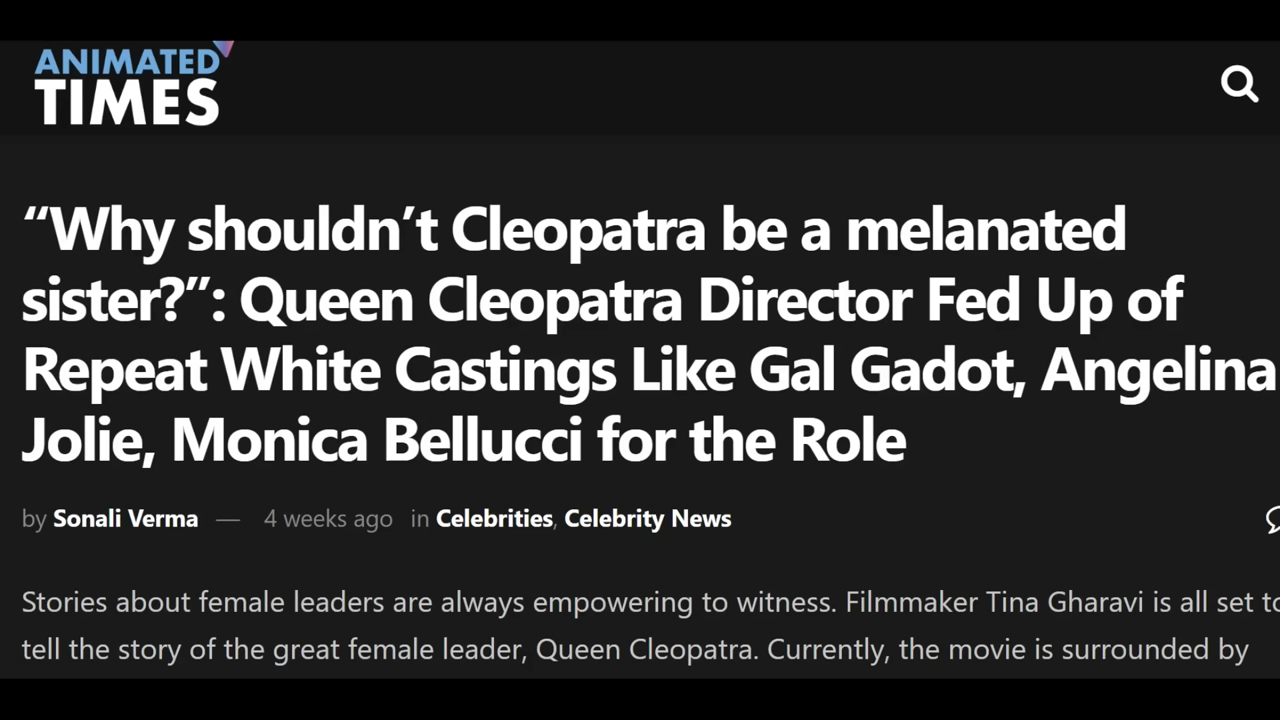 ANIMATED
TIMES
“Why shouldn’t Cleopatra be a melanated
sister?”: Queen Cleopatra Director Fed Up of
Repeat White Castings Like Gal Gadot, Angelina
Jolie, Monica Bellucci for the Role
by Sonali Verma — 4 weeks ago in Celebrities, Celebrity News
Stories about female leaders are always empowering to witness. Filmmaker Tina Gharavi is all set to
tell the story of the great female leader, Queen Cleopatra. Currently, the movie is surrounded by